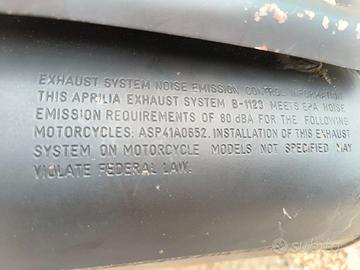 EXHAUST SYSTEM NOISE EMISSION CONTROL INFORMATION
THIS APRILIA EXHAUST SYSTEM B-1123 MEETS EPA NOISE
EMISSION REQUIREMENTS OF 80 dBA FOR THE FOLLOWING
MOTORCYCLES: ASP41A0652. INSTALLATION OF THIS EXHAUST
SYSTEM ON MOTORCYCLE MODELS NOT SPECIFIED MAY
VIOLATE FEDERAL LAW.
subito